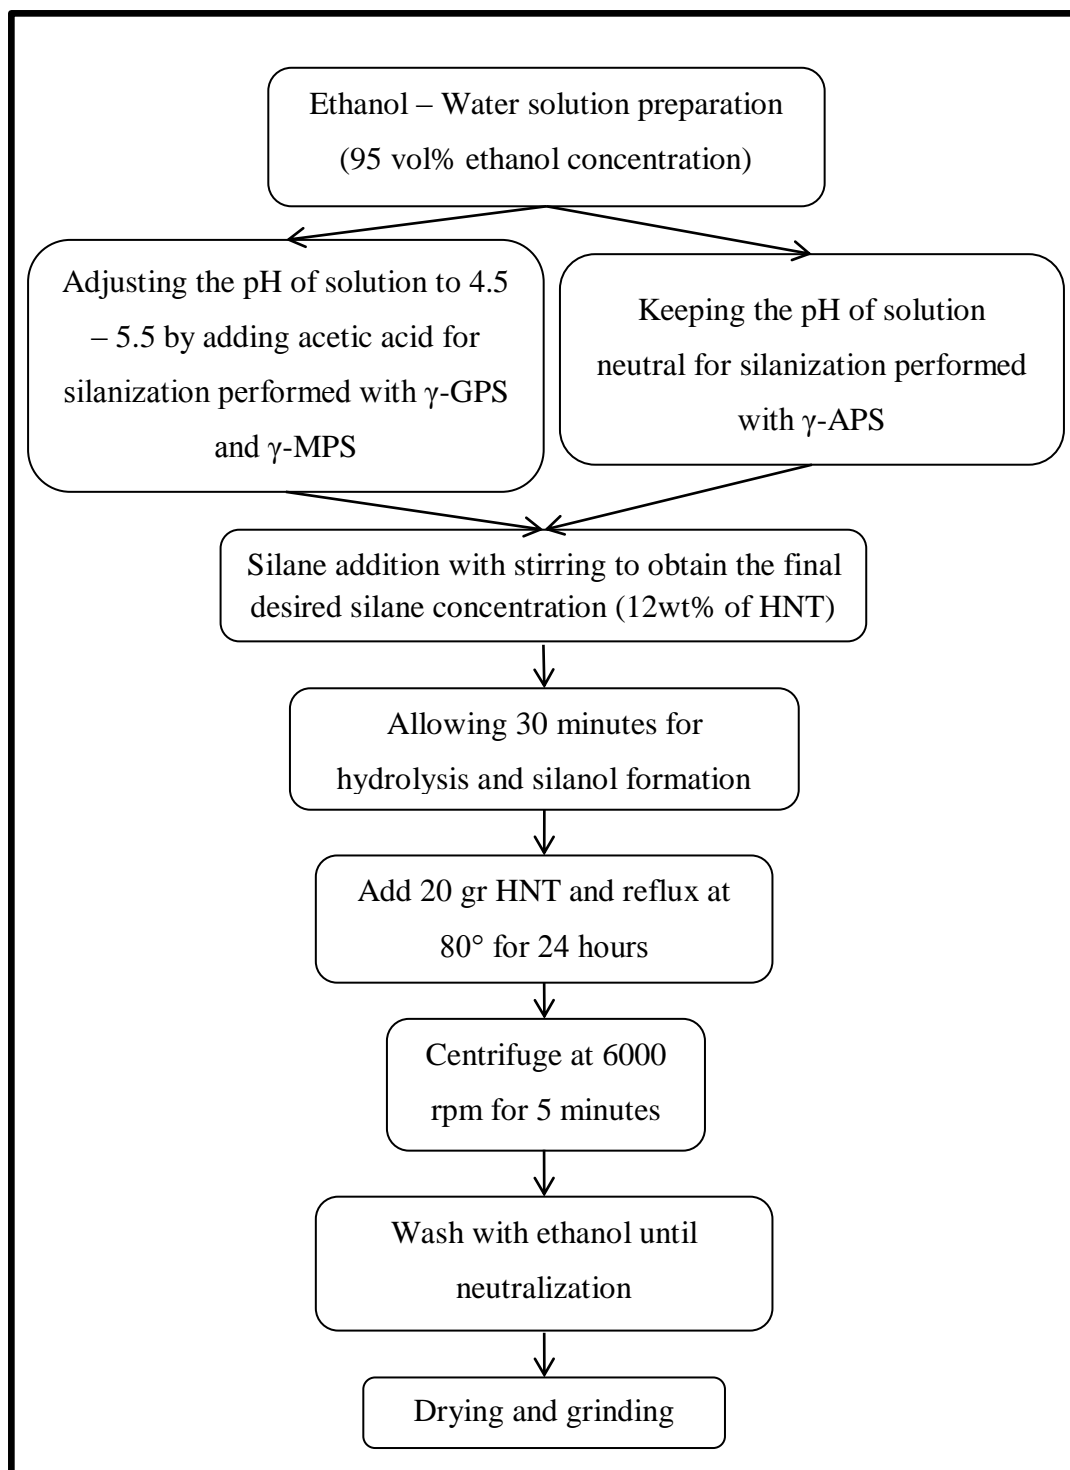 Ethanol – Water solution preparation
(95 vol% ethanol concentration)
Adjusting the pH of solution to 4.5
– 5.5 by adding acetic acid for
silanization performed with γ-GPS
and γ-MPS
Keeping the pH of solution
neutral for silanization performed
with γ-APS
Silane addition with stirring to obtain the final
desired silane concentration (12wt% of HNT)
Allowing 30 minutes for
hydrolysis and silanol formation
Add 20 gr HNT and reflux at
80° for 24 hours
Centrifuge at 6000
rpm for 5 minutes
Wash with ethanol until
neutralization
Drying and grinding